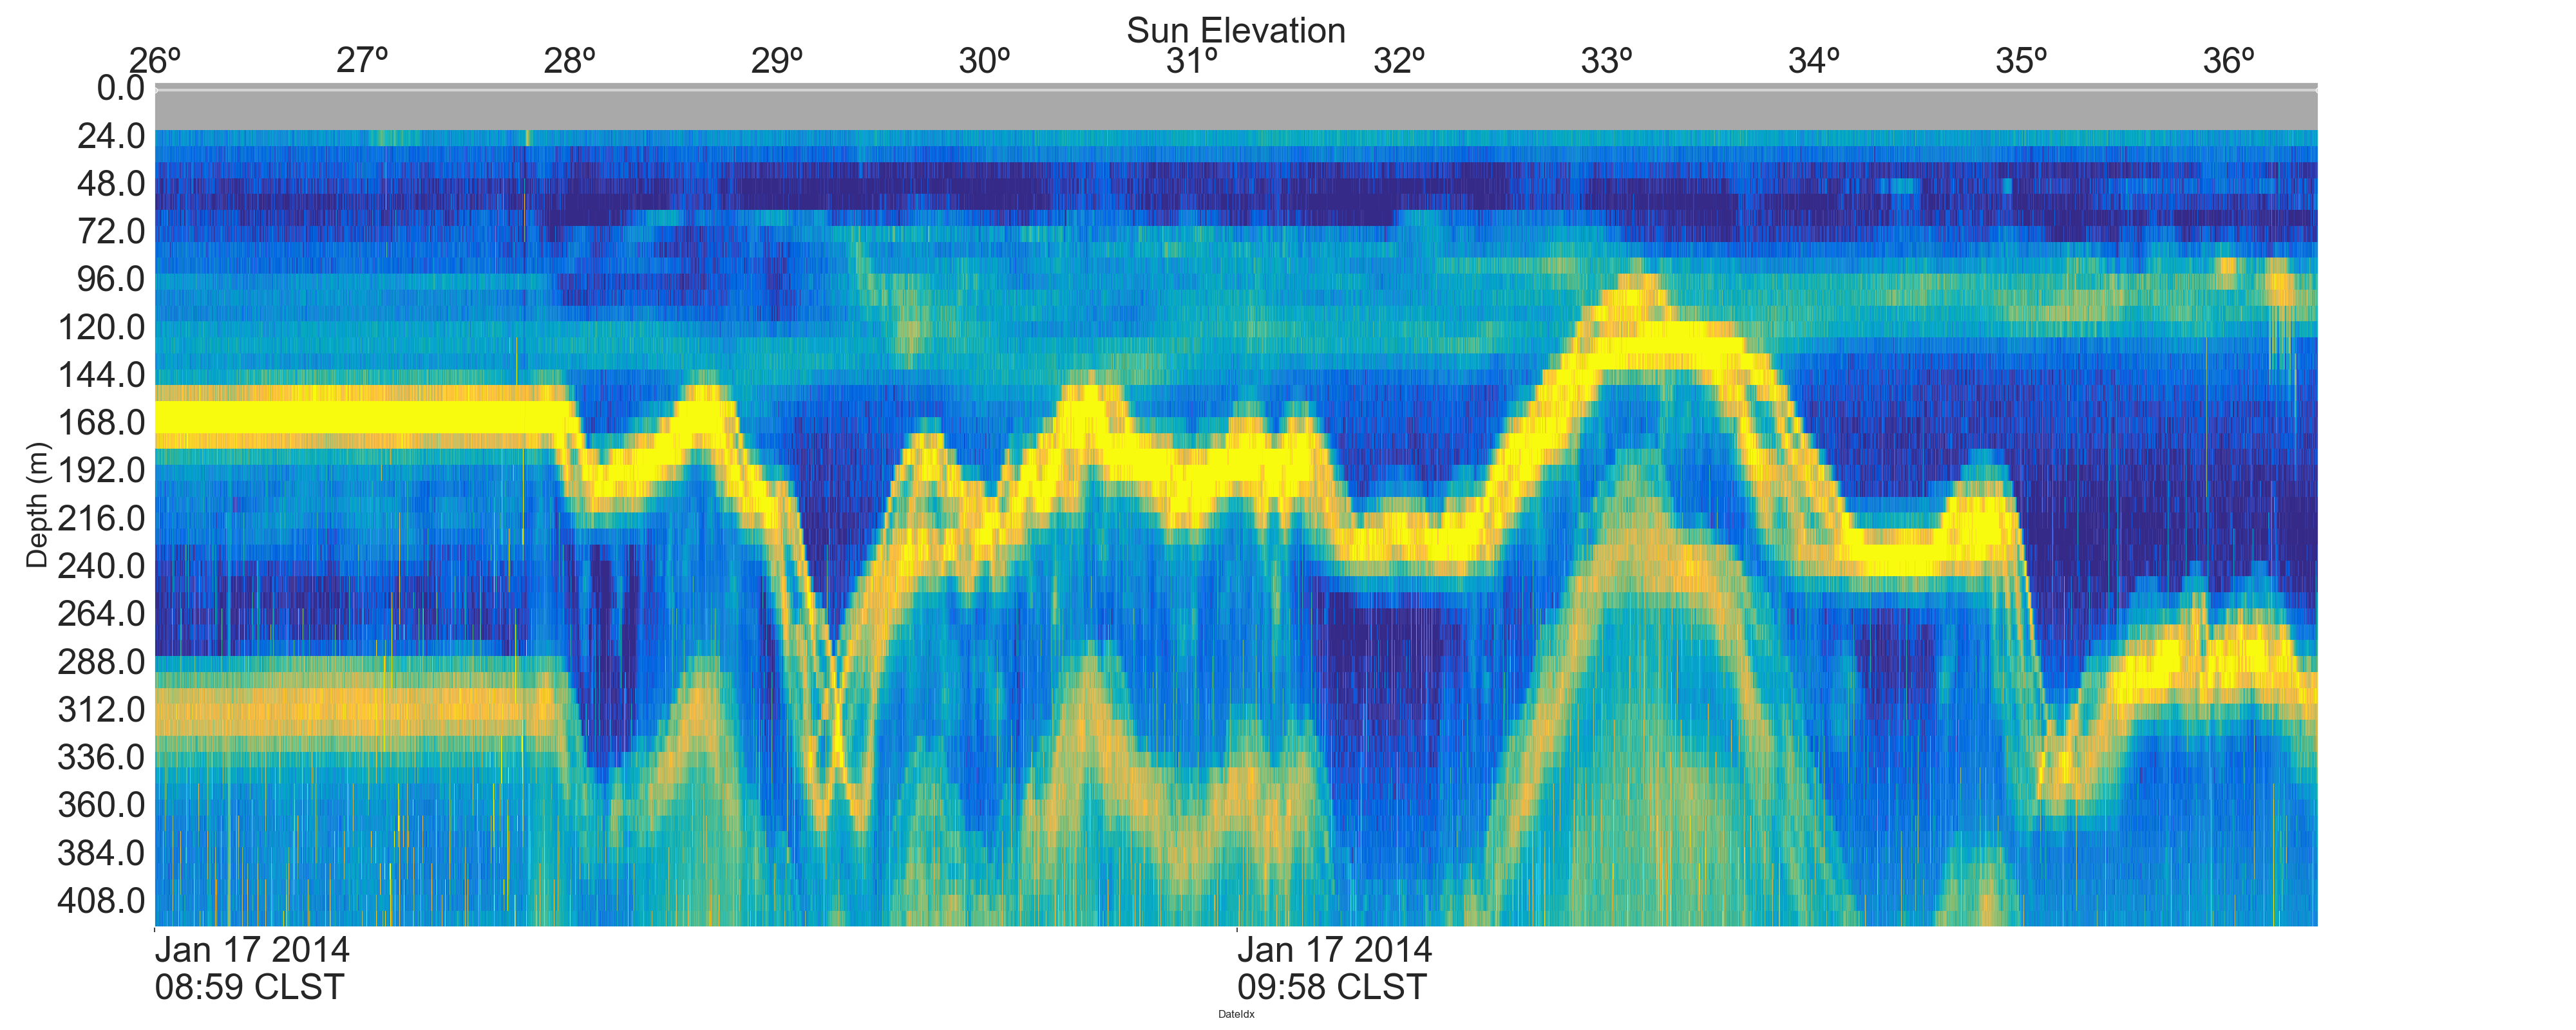 Sun Elevation
26º 27º 28º 29º 30º 31º 32º 33º 34º 35º 36º
0.0
24.0
48.0
72.0
96.0
120.0
144.0
168.0
192.0
216.0
240.0
264.0
288.0
312.0
336.0
360.0
384.0
408.0
Depth (m)
Jan 17 2014
08:59 CLST
Jan 17 2014
09:58 CLST
DateIdx